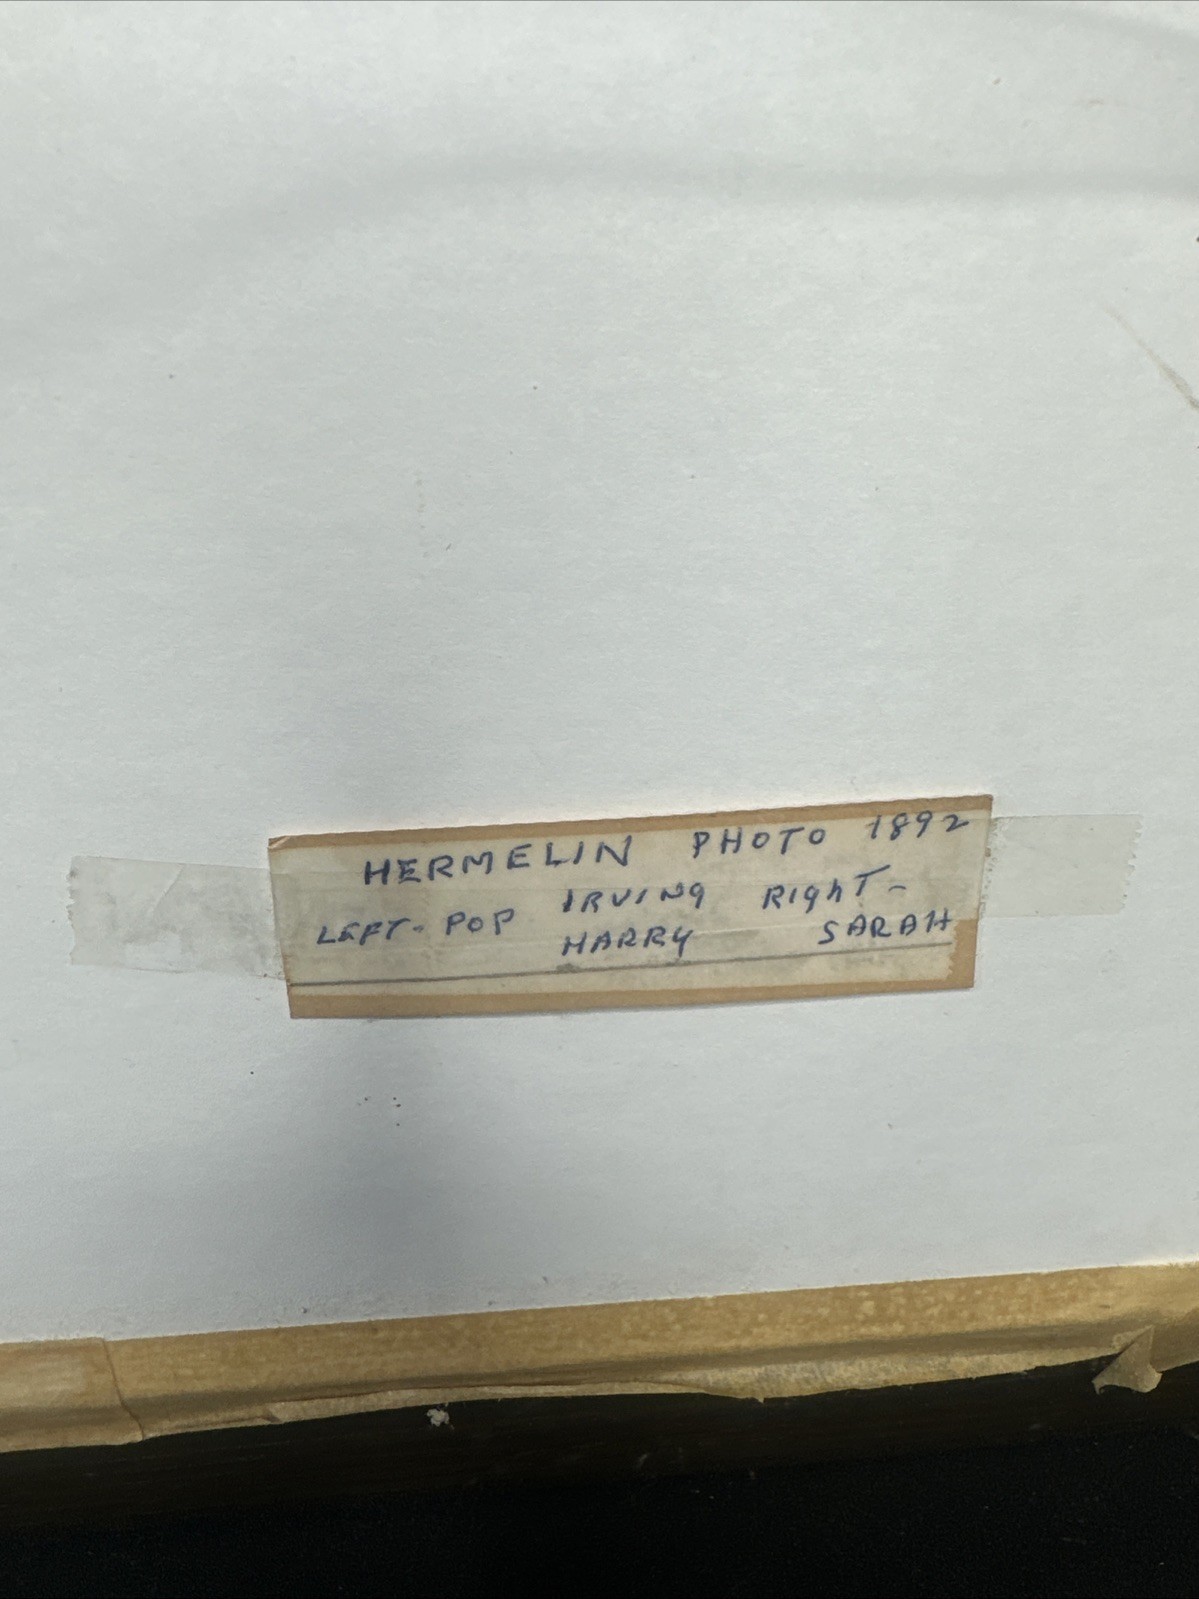 HERMELIN PHOTO 1892
LEFT- POP IRVING RIghT-
HARRY SARAH